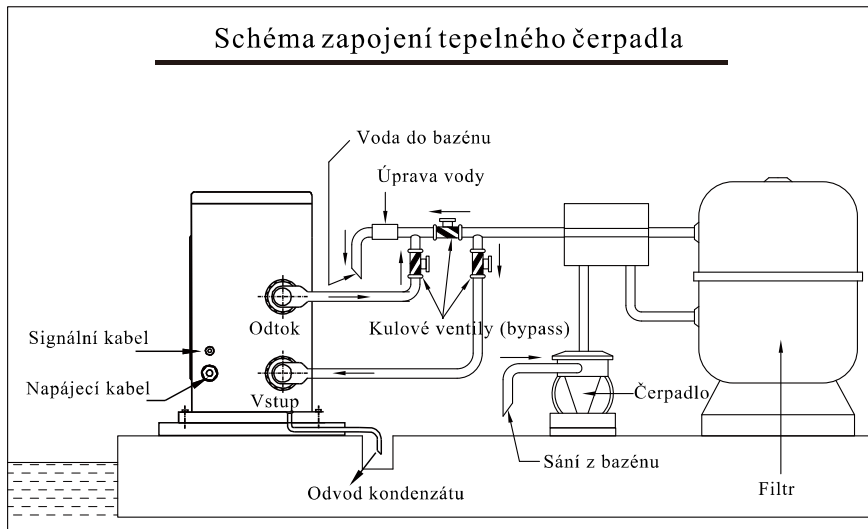 Schéma zapojení tepelného čerpadla
Voda do bazénu
Úprava vody
Odtok
Kulové ventily (bypass)
Signální kabel
Napájecí kabel
Vstup
Čerpadlo
Sání z bazénu
Odvod kondenzátu
Filtr